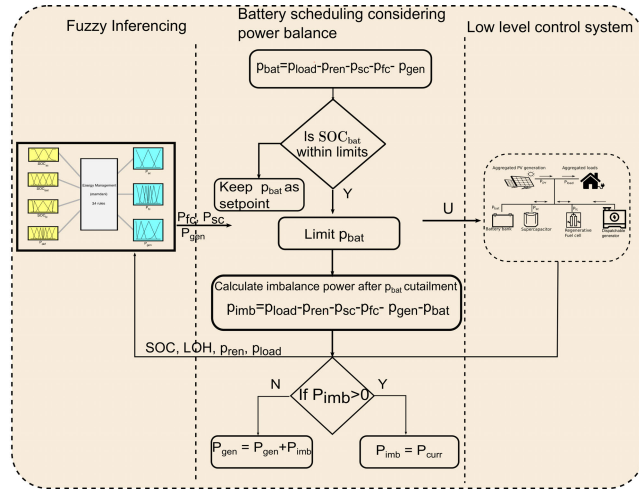 Fuzzy Inferencing
Battery scheduling considering
power balance
Low level control system
pbat=pload-pren-psc-pfc- pgen
Is SOCbat
within limits
Keep pbat as
setpoint
Y
Limit pbat
Energy Management
(mamdani)
24 rules
Pfc, Psc
Pgen
U
Aggregated PV generation
Aggregated loads
Battery bank
Supercapacitor
Regenerative
Fuel cell
Dispatchable
generator
Calculate imbalance power after pbat cutailment
pimb=pload-pren-psc-pfc- pgen-pbat
SOC, LOH, pren, pload
N
If Pimb>0
Y
Pgen = Pgen+Pimb
Pimb = Pcurr